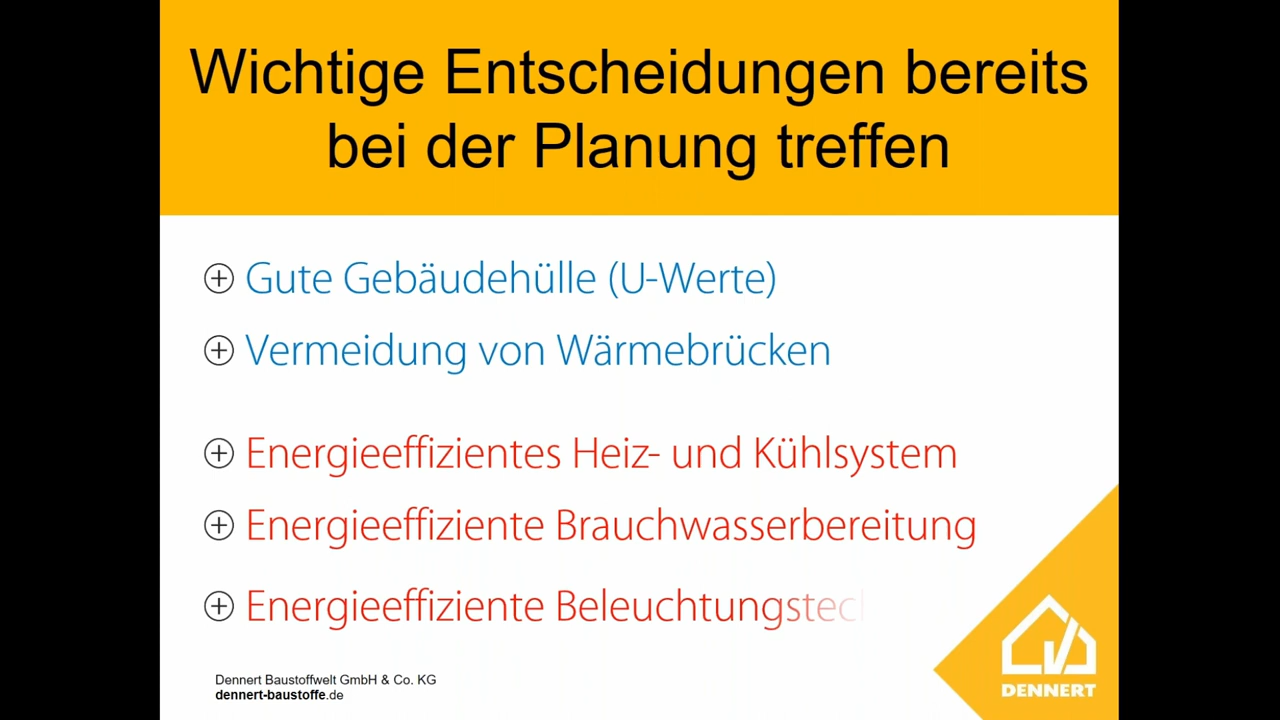 Wichtige Entscheidungen bereits
bei der Planung treffen
Gute Gebäudehülle (U-Werte)
Vermeidung von Wärmebrücken
Energieeffizientes Heiz- und Kühlsystem
Energieeffiziente Brauchwasserbereitung
Energieeffiziente
Dennert Baustoffwelt GmbH & Co. KG
dennert-baustoffe.de
DENNERT